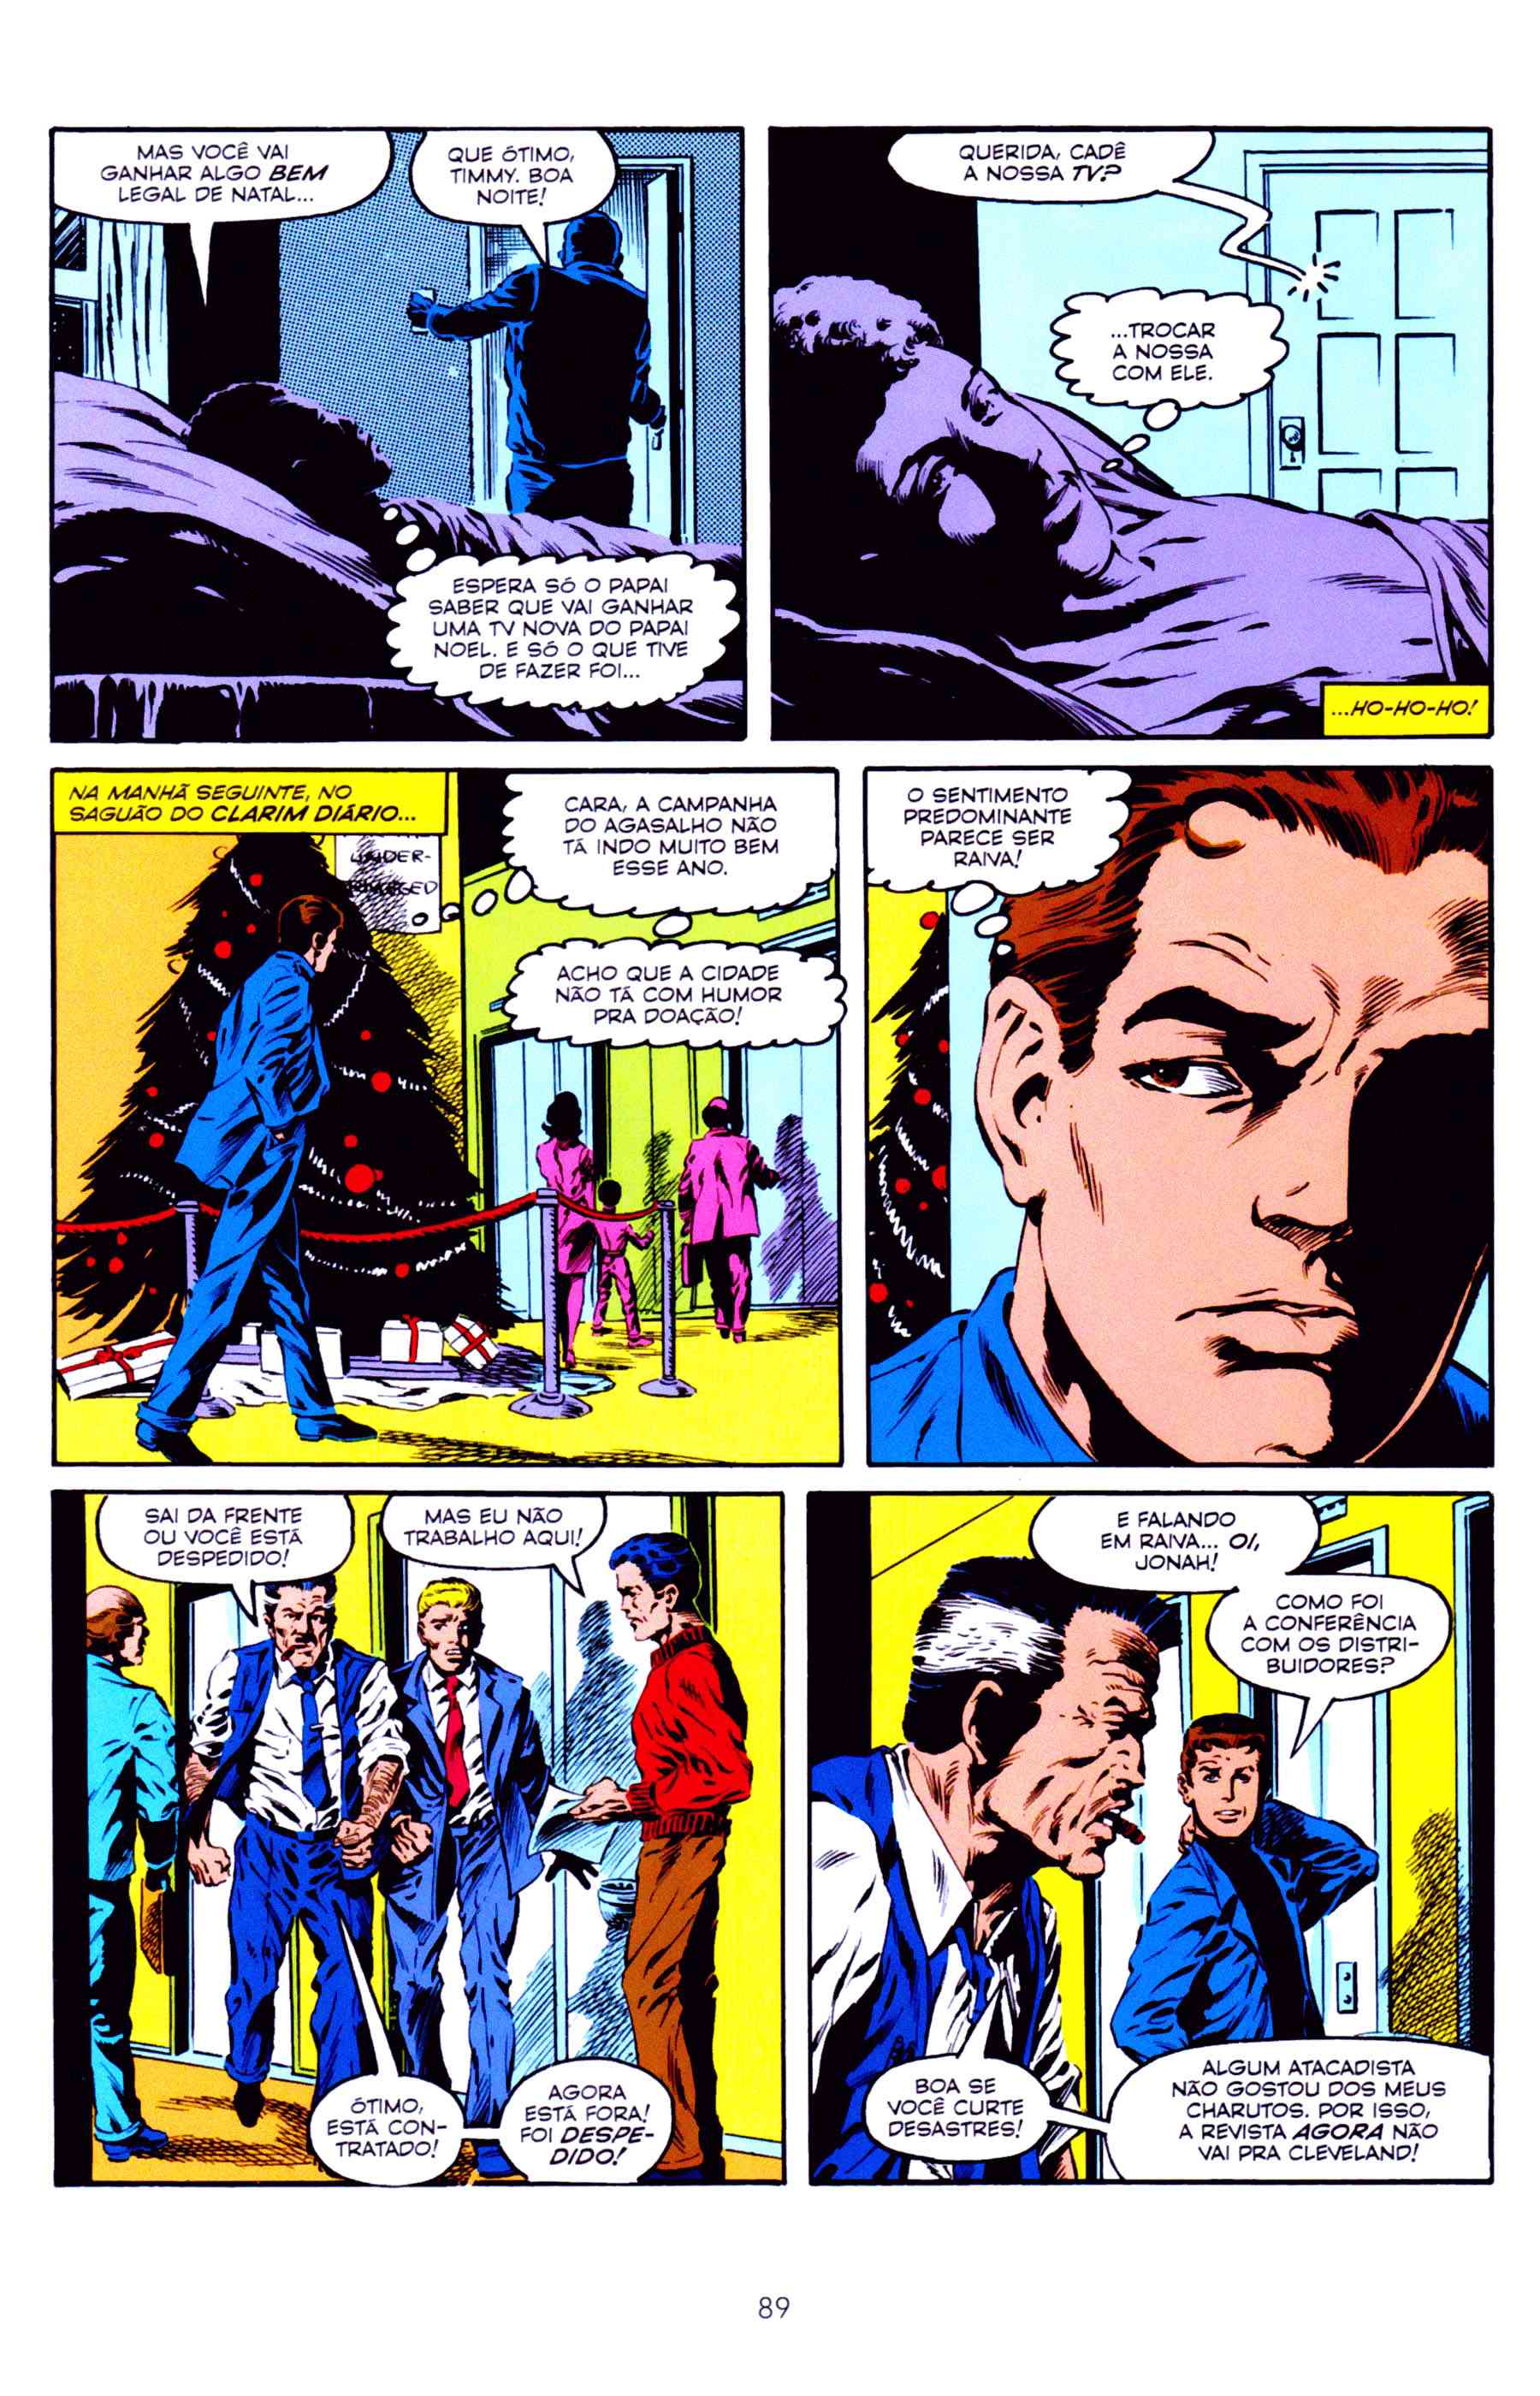 MAS VOCÊ VAI
GANHAR ALGO BEM
LEGAL DE NATAL...
QUE ÓTIMO,
TIMMY. BOA
NOITE!
ESPERA SÓ O PAPAI
SABER QUE VAI GANHAR
UMA TV NOVA DO PAPAI
NOEL. E SÓ O QUE TIVE
DE FAZER FOI...
QUERIDA, CADÊ
A NOSSA TV?
...TROCAR
A NOSSA
COM ELE.
...HO-HO-HO!
NA MANHÃ SEGUINTE, NO
SAGUÃO DO CLARIM DIÁRIO...
UNDER-
PRIVILEGED
CARA, A CAMPANHA
DO AGASALHO NÃO
TÁ INDO MUITO BEM
ESSE ANO.
ACHO QUE A CIDADE
NÃO TÁ COM HUMOR
PRA DOAÇÃO!
O SENTIMENTO
PREDOMINANTE
PARECE SER
RAIVA!
SAI DA FRENTE
OU VOCÊ ESTÁ
DESPEDIDO!
MAS EU NÃO
TRABALHO AQUI!
ÓTIMO,
ESTÁ CON-
TRATADO!
AGORA
ESTÁ FORA!
FOI DESPE-
DIDO!
E FALANDO
EM RAIVA... OI,
JONAH!
COMO FOI
A CONFERÊNCIA
COM OS DISTRI-
BUIDORES?
BOA SE
VOCÊ CURTE
DESASTRES!
ALGUM ATACADISTA
NÃO GOSTOU DOS MEUS
CHARUTOS. POR ISSO,
A REVISTA AGORA NÃO
VAI PRA CLEVELAND!
89